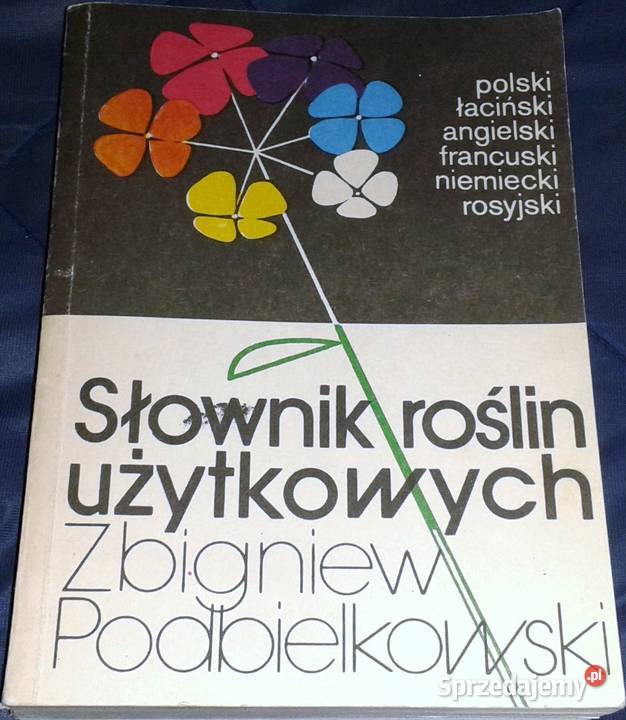 polski
łaciński
angielski
francuski
niemiecki
rosyjski
Słownik roślin
użytkowych
Zbigniew
Podbielkowski
Sprzedajemy.pl